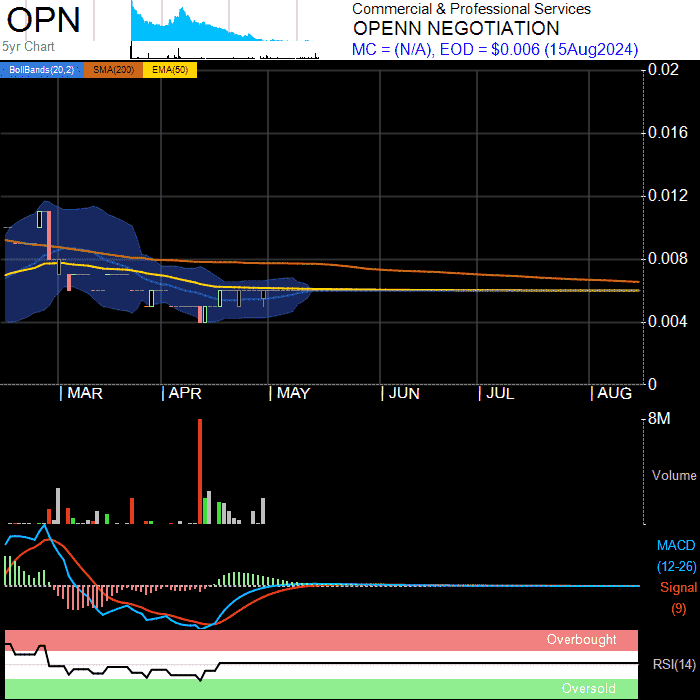 OPN
5yr Chart
Commercial & Professional Services
OPENN NEGOTIATION
MC = (N/A), EOD = $0.006 (15Aug2024)
BollBands(20,2) SMA(200) EMA(50)
0.02
0.016
0.012
0.008
0.004
0
MAR APR MAY JUN JUL AUG
8M
Volume
MACD
(12-26)
Signal
(9)
Overbought
RSI(14)
Oversold